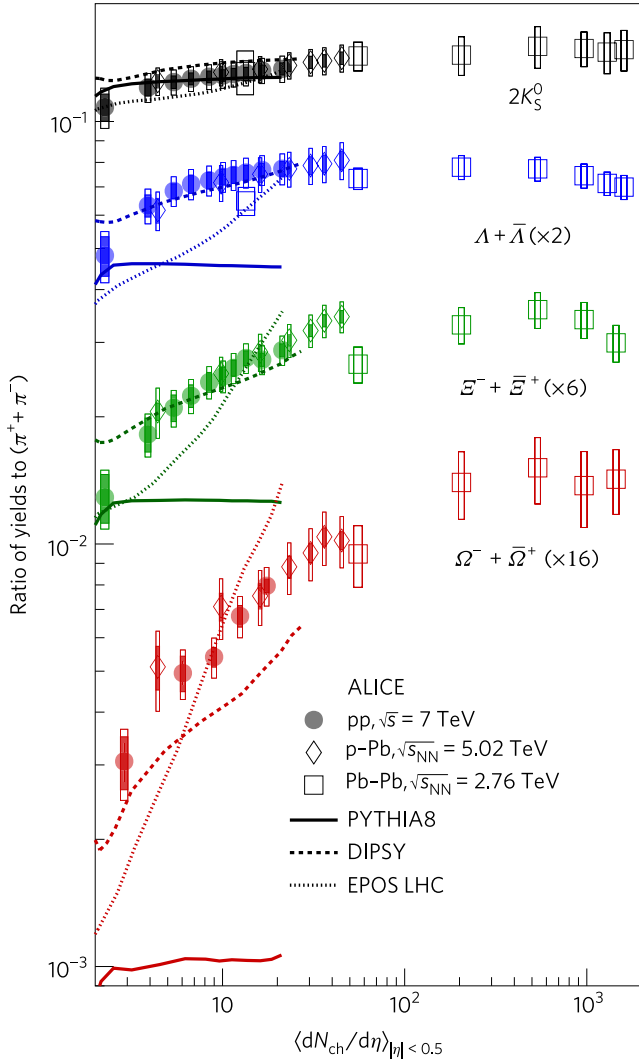 Ratio of yields to (π⁺ + π⁻)
10⁻¹
10⁻²
10⁻³
2K⁰_S
Λ + Λ̅ (×2)
Ξ⁻ + Ξ̅⁺ (×6)
Ω⁻ + Ω̅⁺ (×16)
ALICE
pp, √s = 7 TeV
p–Pb, √s_NN = 5.02 TeV
Pb–Pb, √s_NN = 2.76 TeV
PYTHIA8
DIPSY
EPOS LHC
10
10²
10³
⟨dN_ch/dη⟩_|η| < 0.5